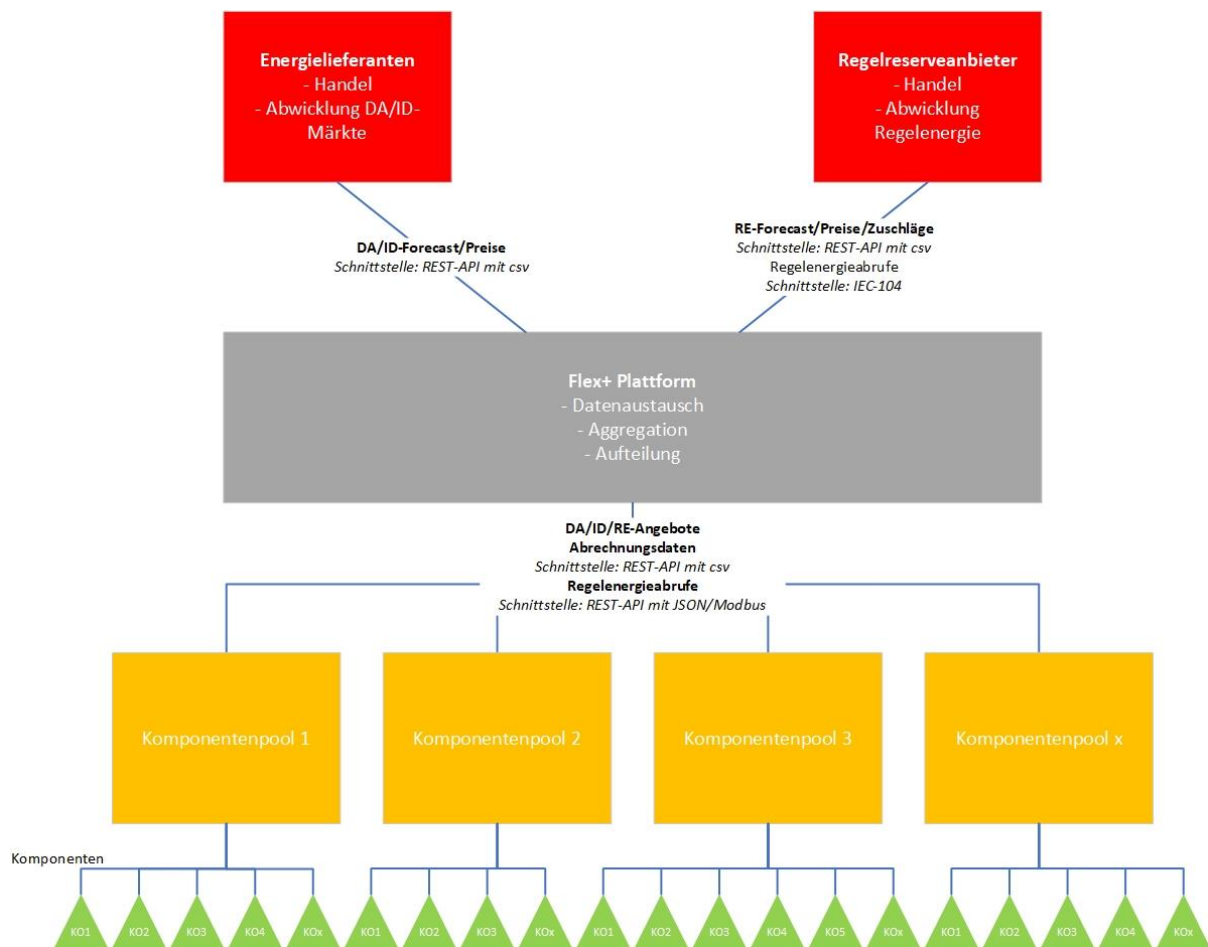 Energielieferanten
- Handel
- Abwicklung DA/ID-
Märkte
Regelreserveanbieter
- Handel
- Abwicklung
Regelenergie
DA/ID-Forecast/Preise
Schnittstelle: REST-API mit csv
RE-Forecast/Preise/Zuschläge
Schnittstelle: REST-API mit csv
Regelenergieabrufe
Schnittstelle: IEC-104
Flex+ Plattform
- Datenaustausch
- Aggregation
- Aufteilung
DA/ID/RE-Angebote
Abrechnungsdaten
Schnittstelle: REST-API mit csv
Regelenergieabrufe
Schnittstelle: REST-API mit JSON/Modbus
Komponentenpool 1
Komponentenpool 2
Komponentenpool 3
Komponentenpool x
Komponenten
KO1 KO2 KO3 KO4 KOx KO1 KO2 KO3 KOx KO1 KO2 KO3 KO4 KO5 KOx KO1 KO2 KO3 KO4 KOx